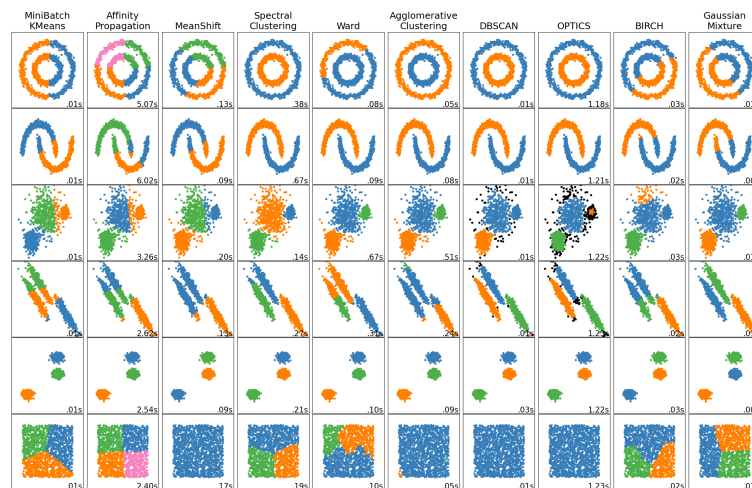 MiniBatch KMeans
Affinity Propagation
MeanShift
Spectral Clustering
Ward
Agglomerative Clustering
DBSCAN
OPTICS
BIRCH
Gaussian Mixture
.01s 5.07s .13s .38s .08s .05s .01s 1.18s .03s
.01s 6.02s .09s .67s .09s .08s .01s 1.21s .02s
.01s 3.26s .20s .14s .67s .51s 1.22s .03s
.01s 2.62s .13s .27s .31s .24s .02s
.01s 2.54s .09s .21s .10s .09s .03s 1.22s .03s
.01s 2.40s .17s .19s .10s .05s .01s 1.23s .02s